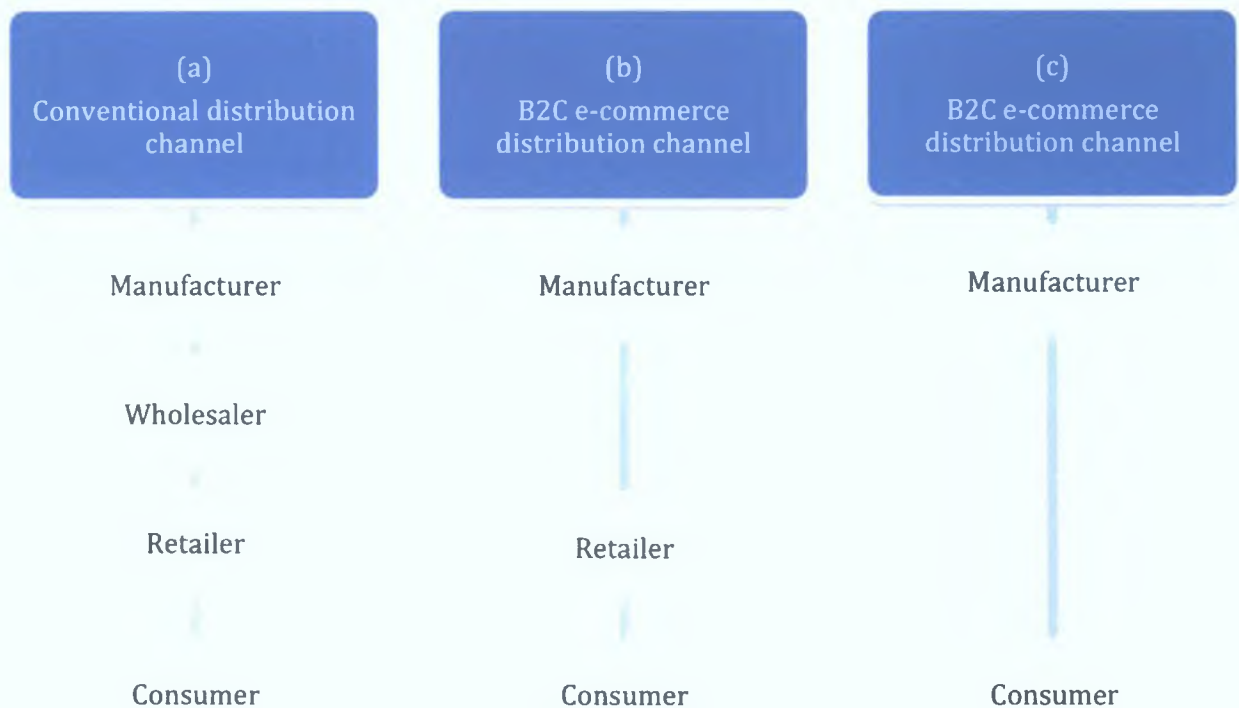 (a)
Conventional distribution
channel
Manufacturer
Wholesaler
Retailer
Consumer
(b)
B2C e-commerce
distribution channel
Manufacturer
Retailer
Consumer
(c)
B2C e-commerce
distribution channel
Manufacturer
Consumer